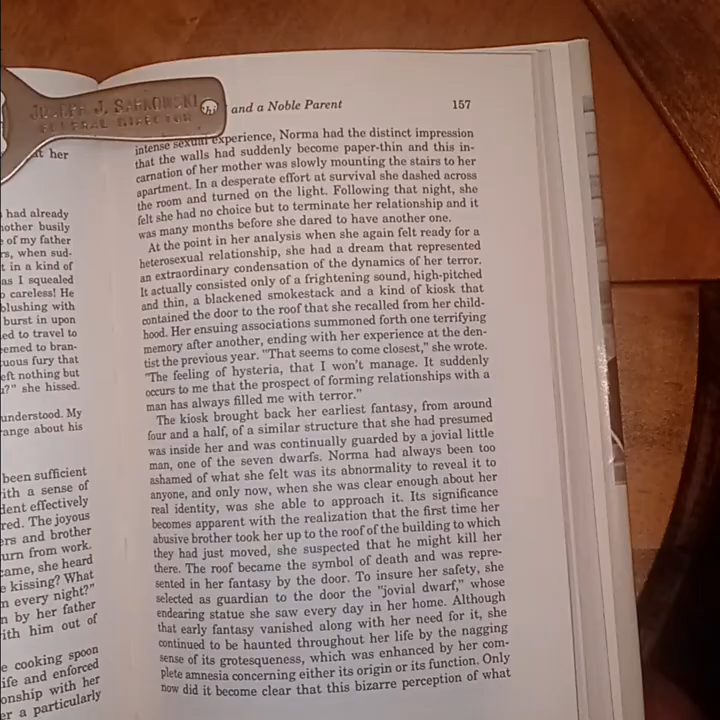 JOSEPH J. SARKOWSKI
FUNERAL DIRECTOR
and a Noble Parent 157
at her
had already
nother busily
of my father
rs, when sud-
t in a kind of
as I squealed
o careless! He
blushing with
burst in upon
ed to travel to
eemed to bran-
uous fury that
eft nothing but
?" she hissed.
understood. My
ange about his
been sufficient
ith a sense of
dent effectively
red. The joyous
ers and brother
urn from work.
came, she heard
e kissing? What
n every night?"
n by her father
ith him out of
e cooking spoon
ife and enforced
onship with her
er a particularly
intense sexual experience, Norma had the distinct impression
that the walls had suddenly become paper-thin and this in-
carnation of her mother was slowly mounting the stairs to her
apartment. In a desperate effort at survival she dashed across
the room and turned on the light. Following that night, she
felt she had no choice but to terminate her relationship and it
was many months before she dared to have another one.
At the point in her analysis when she again felt ready for a
heterosexual relationship, she had a dream that represented
an extraordinary condensation of the dynamics of her terror.
It actually consisted only of a frightening sound, high-pitched
and thin, a blackened smokestack and a kind of kiosk that
contained the door to the roof that she recalled from her child-
hood. Her ensuing associations summoned forth one terrifying
memory after another, ending with her experience at the den-
tist the previous year. "That seems to come closest," she wrote.
"The feeling of hysteria, that I won't manage. It suddenly
occurs to me that the prospect of forming relationships with a
man has always filled me with terror."
The kiosk brought back her earliest fantasy, from around
four and a half, of a similar structure that she had presumed
was inside her and was continually guarded by a jovial little
man, one of the seven dwarfs. Norma had always been too
ashamed of what she felt was its abnormality to reveal it to
anyone, and only now, when she was clear enough about her
real identity, was she able to approach it. Its significance
becomes apparent with the realization that the first time her
abusive brother took her up to the roof of the building to which
they had just moved, she suspected that he might kill her
there. The roof became the symbol of death and was repre-
sented in her fantasy by the door. To insure her safety, she
selected as guardian to the door the "jovial dwarf," whose
endearing statue she saw every day in her home. Although
that early fantasy vanished along with her need for it, she
continued to be haunted throughout her life by the nagging
sense of its grotesqueness, which was enhanced by her com-
plete amnesia concerning either its origin or its function. Only
now did it become clear that this bizarre perception of what